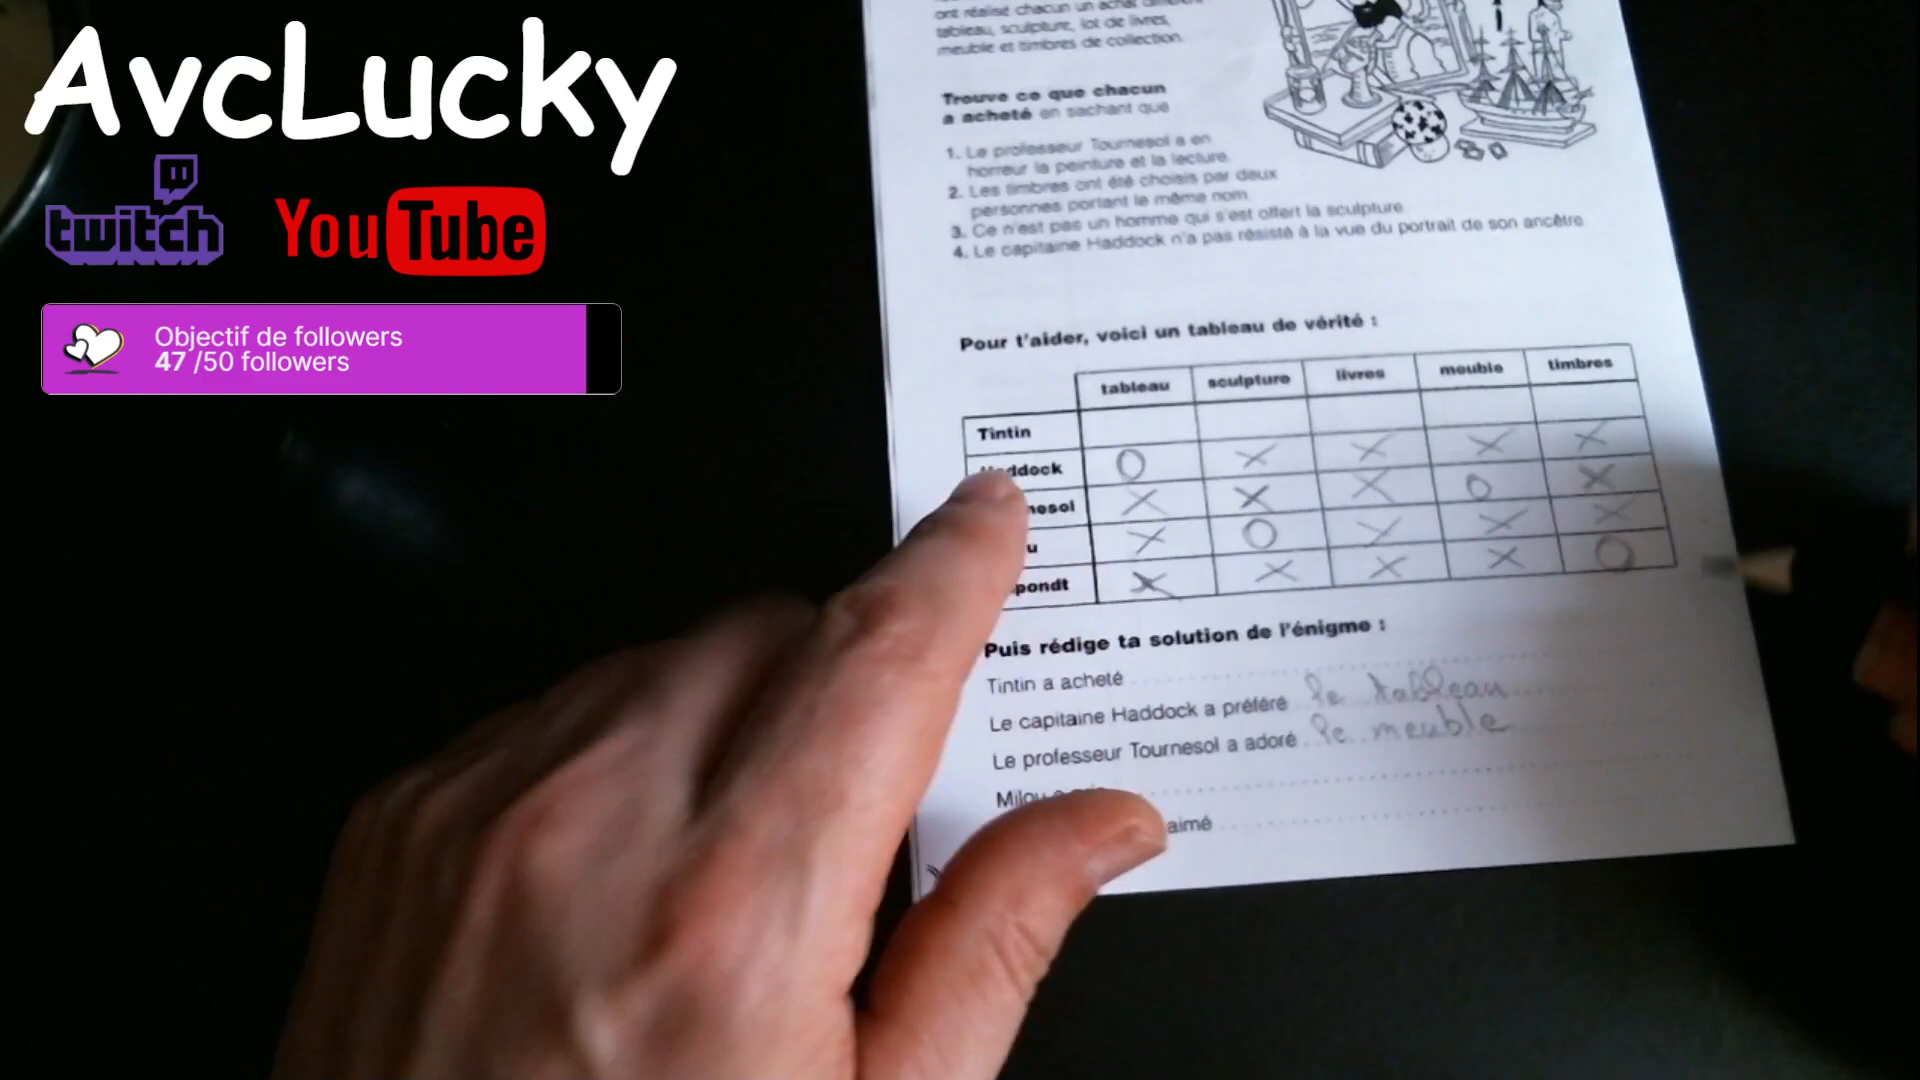 AvcLucky
twitch
YouTube
Objectif de followers
47 /50 followers
ont réalisé chacun un achat différent
tableau, sculpture, lot de livres,
meuble et timbres de collection.
Trouve ce que chacun
a acheté en sachant que
1. Le professeur Tournesol a en
horreur la peinture et la lecture.
2. Les timbres ont été choisis par deux
personnes portant le même nom.
3. Ce n'est pas un homme qui s'est offert la sculpture.
4. Le capitaine Haddock n'a pas résisté à la vue du portrait de son ancêtre.
Pour t'aider, voici un tableau de vérité :
tableau sculpture livres meuble timbres
Tintin
ddock O X X X X
nesol X X X O X
u X O X X X
pondt X X X X O
Puis rédige ta solution de l'énigme :
Tintin a acheté
Le capitaine Haddock a préféré le tableau
Le professeur Tournesol a adoré le meuble
Milou a pris
aimé